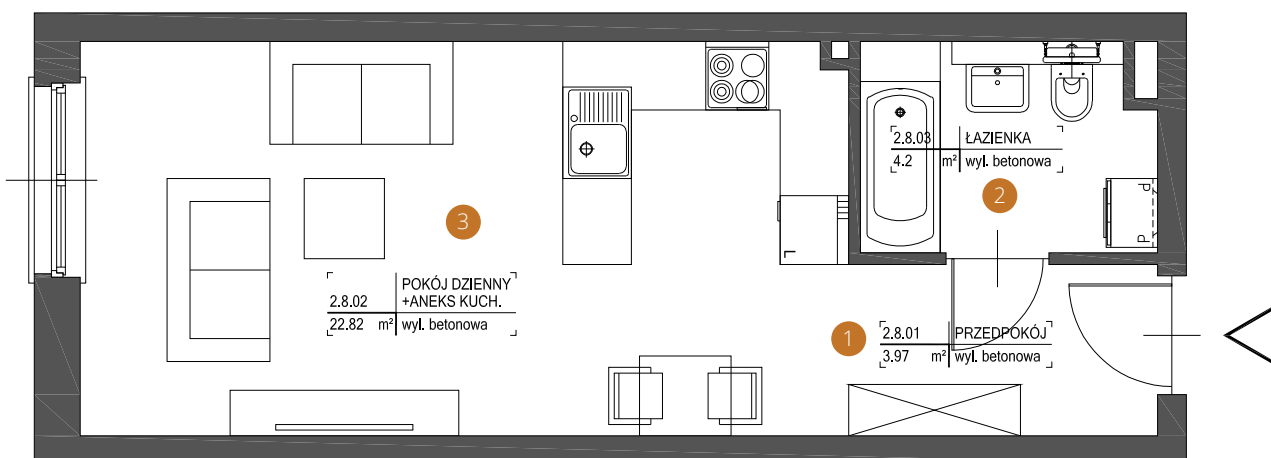 2.8.03 ŁAZIENKA
4.2 m² wyl. betonowa
2
p
p
3
POKÓJ DZIENNY
2.8.02 +ANEKS KUCH.
22.82 m² wyl. betonowa
L
1
2.8.01 PRZEDPOKÓJ
3.97 m² wyl. betonowa